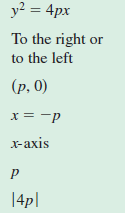 y² = 4px
To the right or
to the left
(p, 0)
x = −p
x-axis
p
|4p|